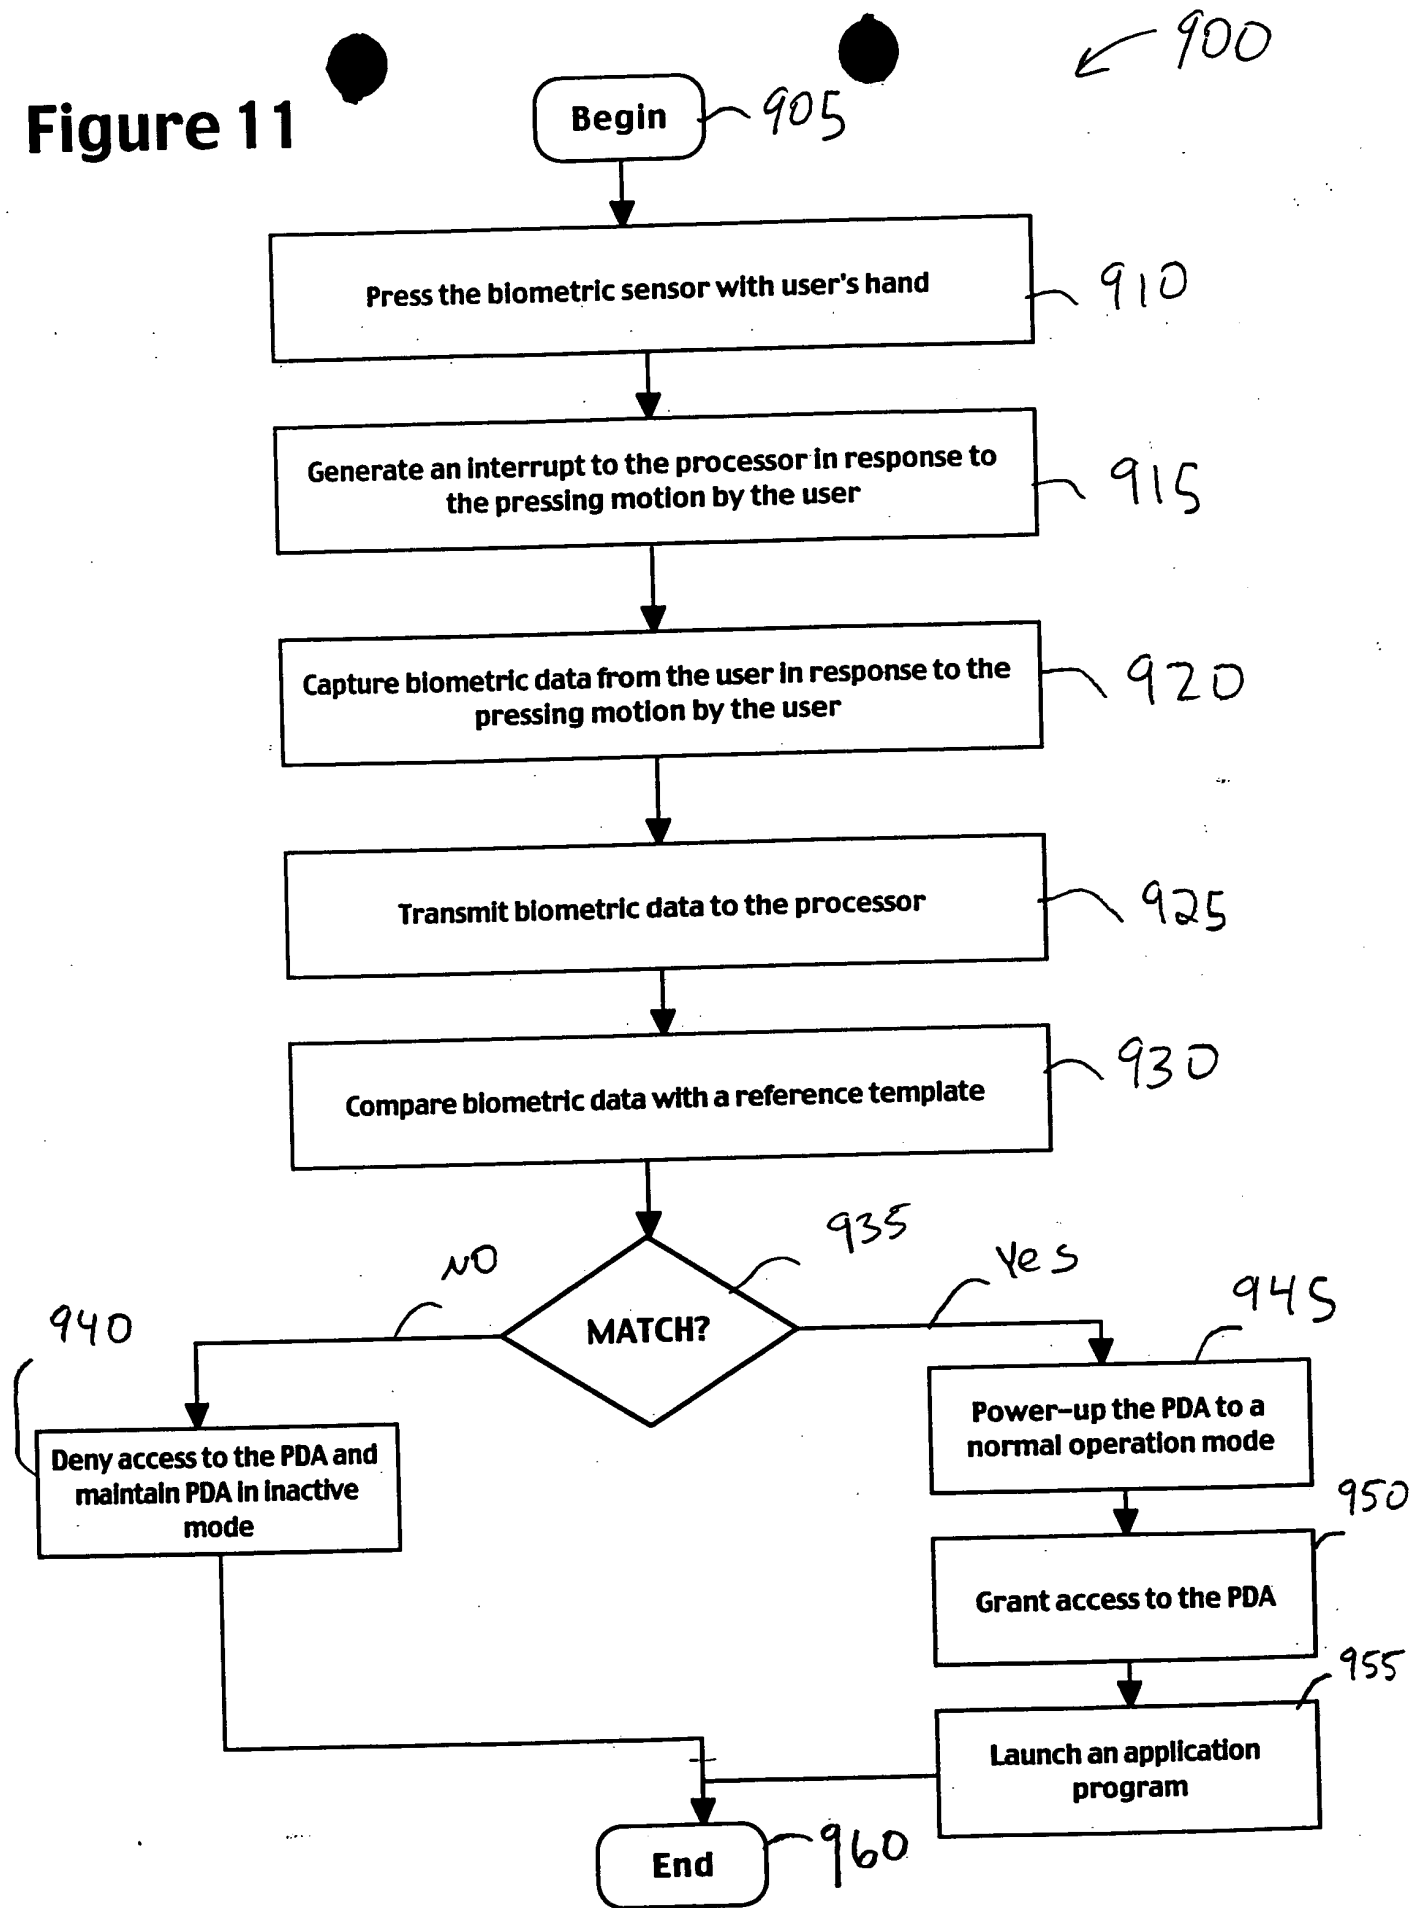 900
Figure 11
Begin
905
Press the biometric sensor with user's hand
910
Generate an interrupt to the processor in response to
the pressing motion by the user
915
Capture biometric data from the user in response to the
pressing motion by the user
920
Transmit biometric data to the processor
925
Compare biometric data with a reference template
930
935
NO
Yes
MATCH?
940
945
Deny access to the PDA and
maintain PDA in inactive
mode
Power-up the PDA to a
normal operation mode
950
Grant access to the PDA
955
Launch an application
program
End
960